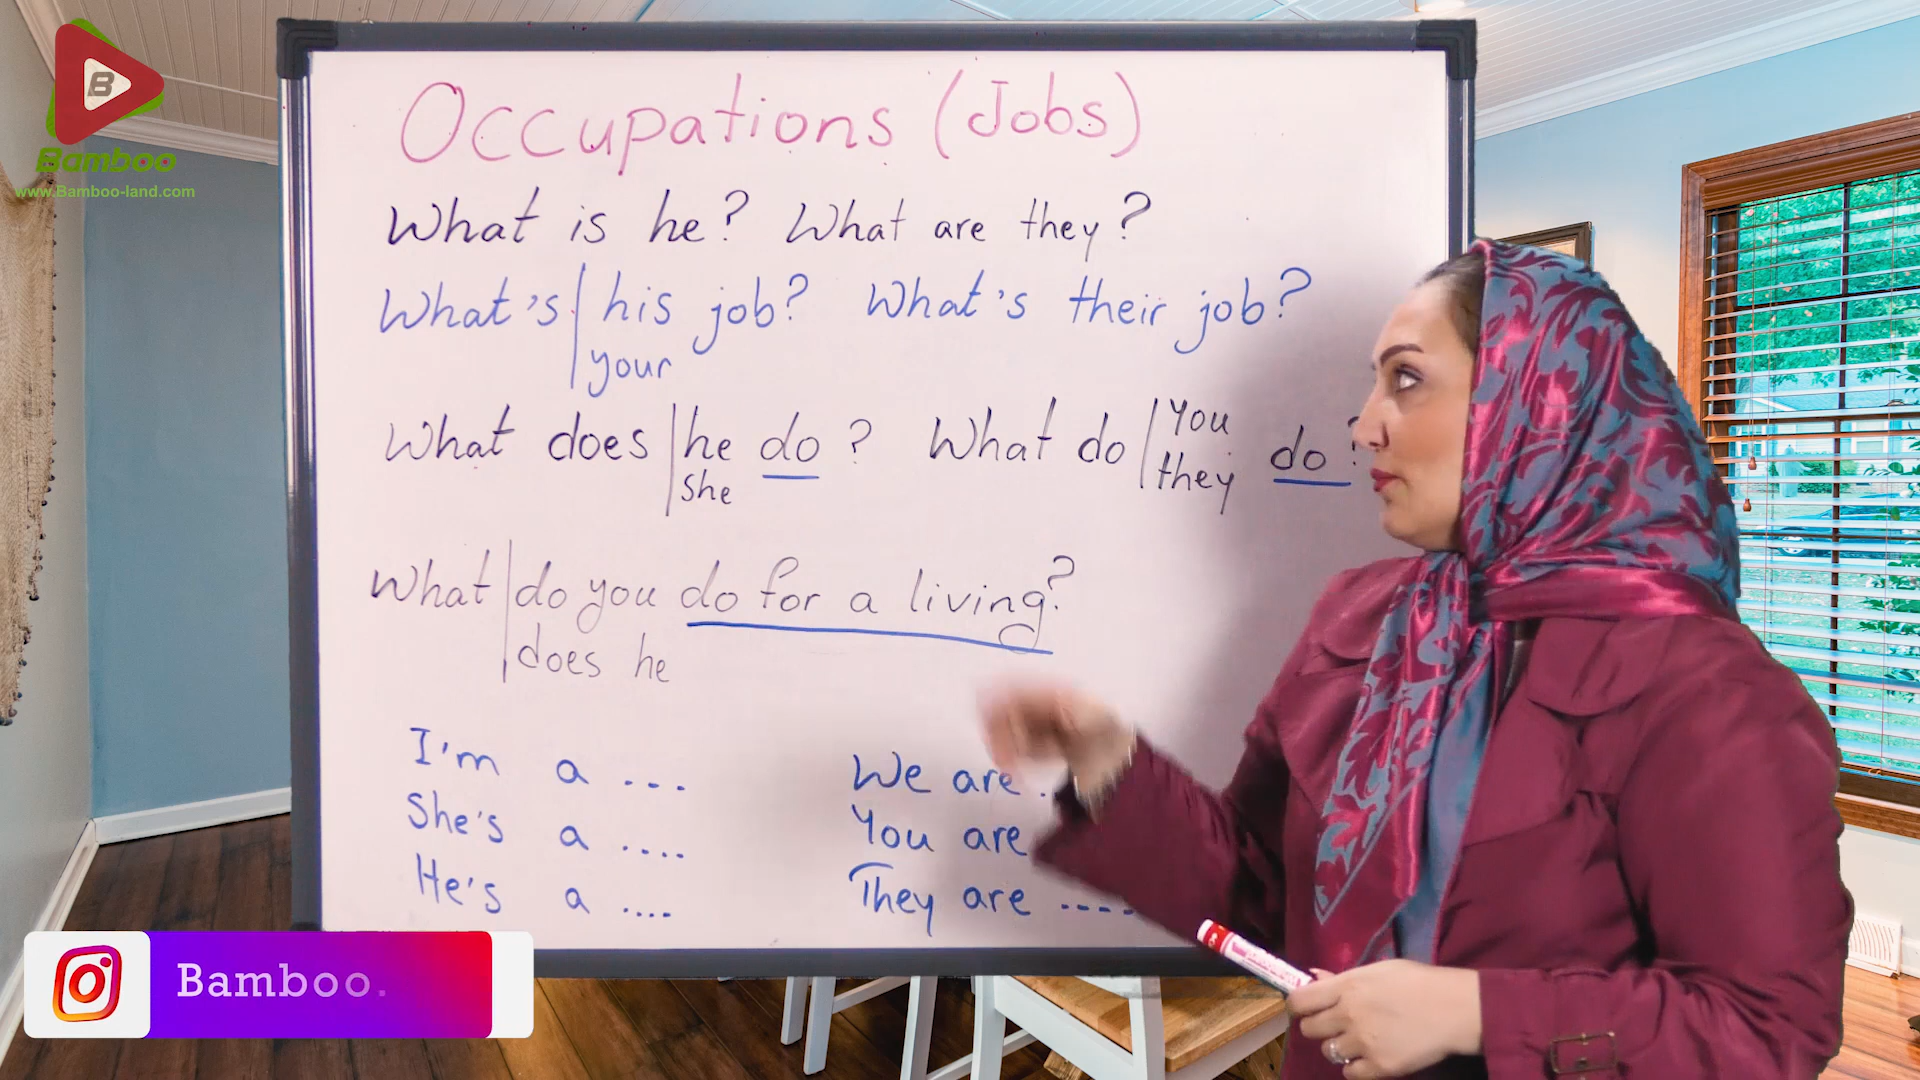 B
Bamboo
www.Bamboo-land.com
Occupations (Jobs)
What is he? What are they?
What's his job? What's their job?
your
What does he do? What do You do?
she they
What do you do for a living?
does he
I'm a ... We are .
She's a .... You are
He's a .... They are ....
Bamboo.